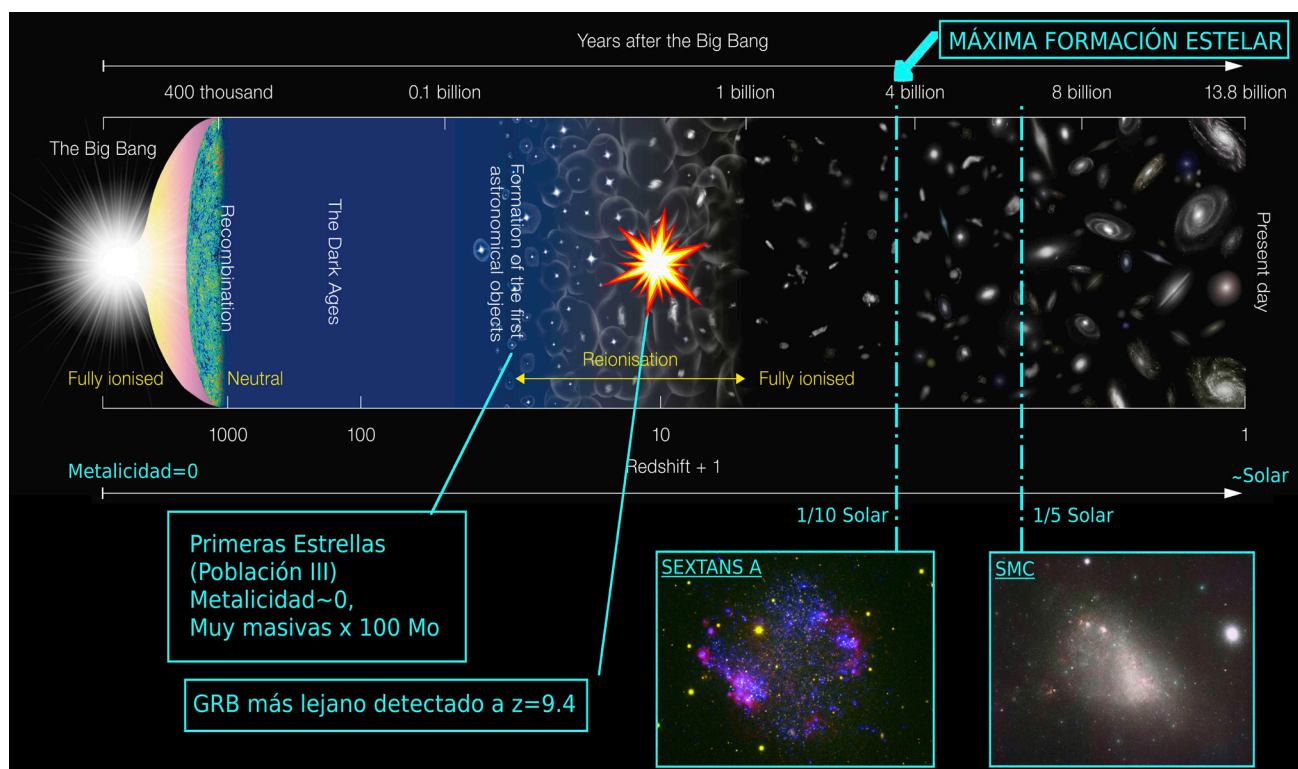 Years after the Big Bang
MÁXIMA FORMACIÓN ESTELAR
400 thousand
0.1 billion
1 billion
4 billion
8 billion
13.8 billion
The Big Bang
Recombination
The Dark Ages
Formation of the first
astronomical objects
Reionisation
Present day
Fully ionised
Neutral
Fully ionised
1000
100
10
1
Metalicidad=0
Redshift + 1
~Solar
1/10 Solar
1/5 Solar
Primeras Estrellas
(Población III)
Metalicidad~0,
Muy masivas x 100 Mo
GRB más lejano detectado a z=9.4
SEXTANS A
SMC